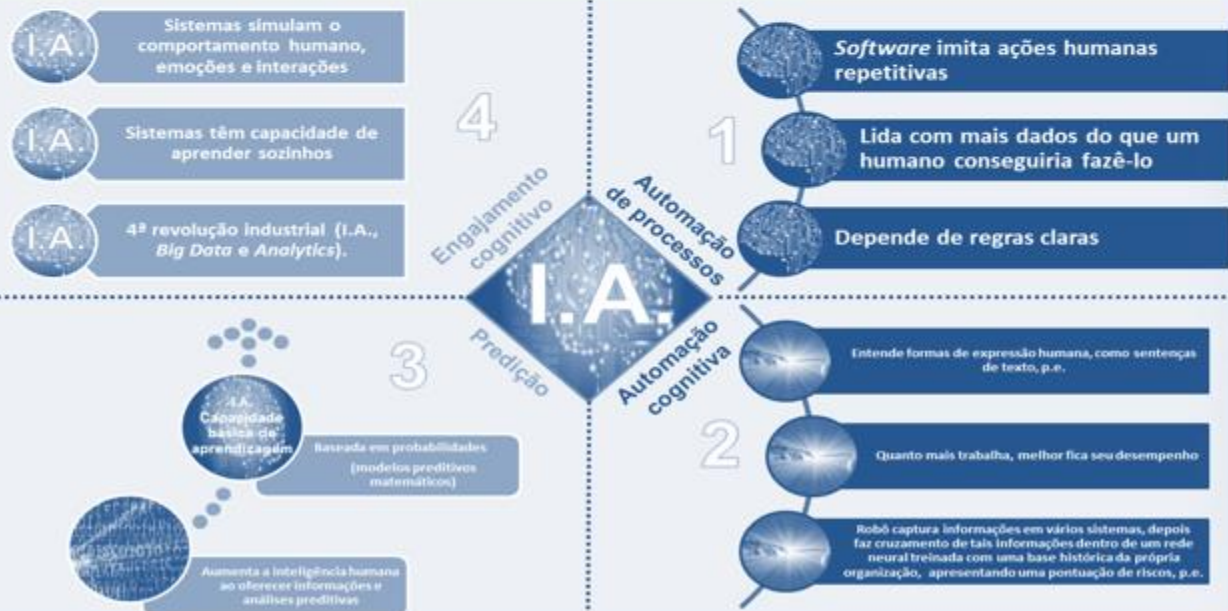 I.A.
Sistemas simulam o
comportamento humano,
emoções e interações
I.A.
Sistemas têm capacidade de
aprender sozinhos
I.A.
4ª revolução industrial (I.A.,
Big Data e Analytics).
4
Engajamento
cognitivo
1
Automação
de processos
Software imita ações humanas
repetitivas
Lida com mais dados do que um
humano conseguiria fazê-lo
Depende de regras claras
I.A.
3
Predição
I.A.
Capacidade
básica de
aprendizagem
Baseada em probabilidades
(modelos preditivos
matemáticos)
Aumenta a inteligência humana
ao oferecer informações e
análises preditivas
2
Automação
cognitiva
Entende formas de expressão humana, como sentenças
de texto, p.e.
Quanto mais trabalha, melhor fica seu desempenho
Robô captura informações em vários sistemas, depois
faz cruzamento de tais informações dentro de um rede
neural treinada com uma base histórica da própria
organização, apresentando uma pontuação de riscos, p.e.